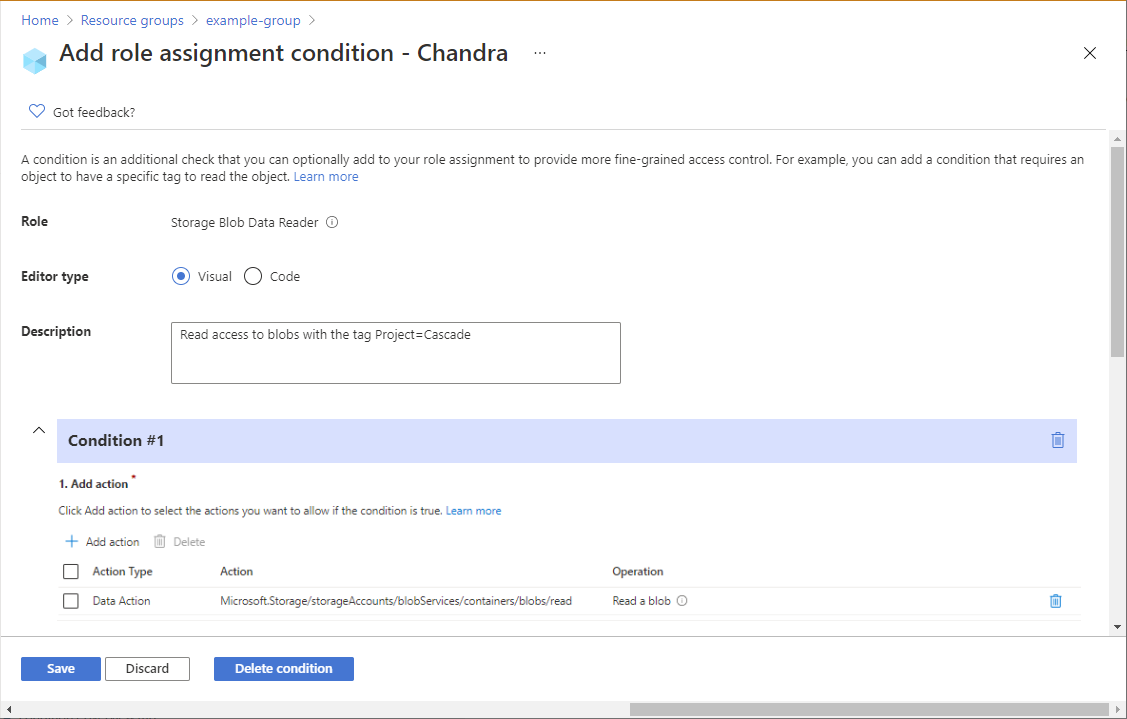 Home > Resource groups > example-group >
Add role assignment condition - Chandra ...
Got feedback?
A condition is an additional check that you can optionally add to your role assignment to provide more fine-grained access control. For example, you can add a condition that requires an
object to have a specific tag to read the object. Learn more
Role Storage Blob Data Reader
Editor type Visual Code
Description Read access to blobs with the tag Project=Cascade
Condition #1
1. Add action *
Click Add action to select the actions you want to allow if the condition is true. Learn more
Add action Delete
Action Type Action Operation
Data Action Microsoft.Storage/storageAccounts/blobServices/containers/blobs/read Read a blob
Save Discard Delete condition